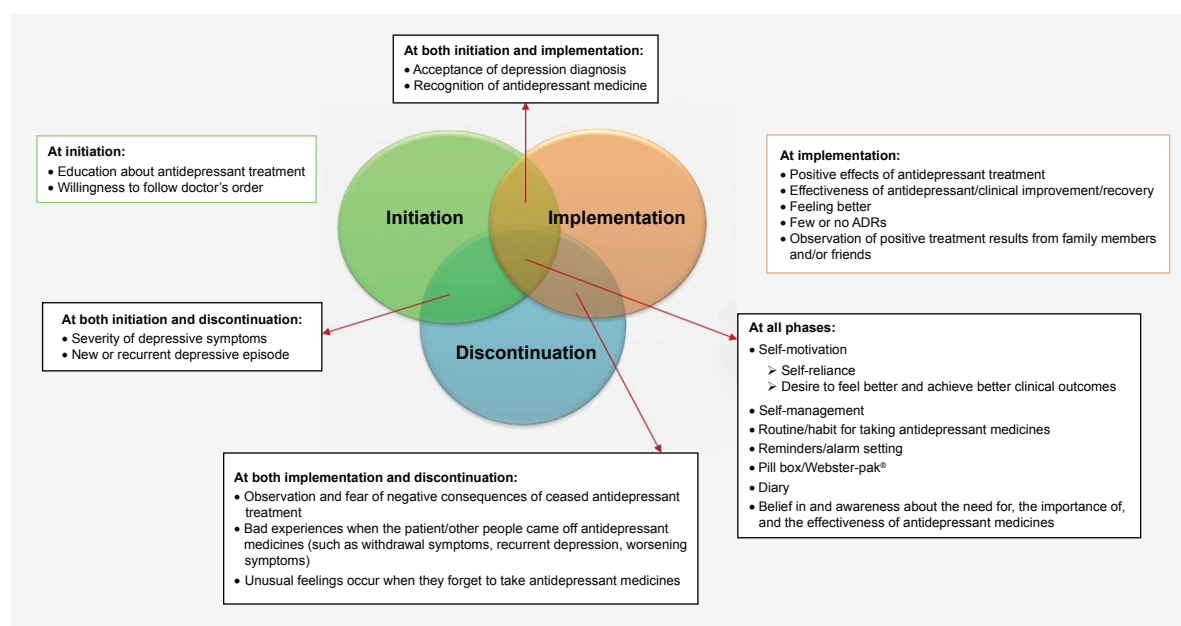 At both initiation and implementation:
• Acceptance of depression diagnosis
• Recognition of antidepressant medicine
At initiation:
• Education about antidepressant treatment
• Willingness to follow doctor’s order
At implementation:
• Positive effects of antidepressant treatment
• Effectiveness of antidepressant/clinical improvement/recovery
• Feeling better
• Few or no ADRs
• Observation of positive treatment results from family members
and/or friends
Initiation
Implementation
Discontinuation
At both initiation and discontinuation:
• Severity of depressive symptoms
• New or recurrent depressive episode
At all phases:
• Self-motivation
➢ Self-reliance
➢ Desire to feel better and achieve better clinical outcomes
• Self-management
• Routine/habit for taking antidepressant medicines
• Reminders/alarm setting
• Pill box/Webster-pak®
• Diary
• Belief in and awareness about the need for, the importance of,
and the effectiveness of antidepressant medicines
At both implementation and discontinuation:
• Observation and fear of negative consequences of ceased antidepressant
treatment
• Bad experiences when the patient/other people came off antidepressant
medicines (such as withdrawal symptoms, recurrent depression, worsening
symptoms)
• Unusual feelings occur when they forget to take antidepressant medicines